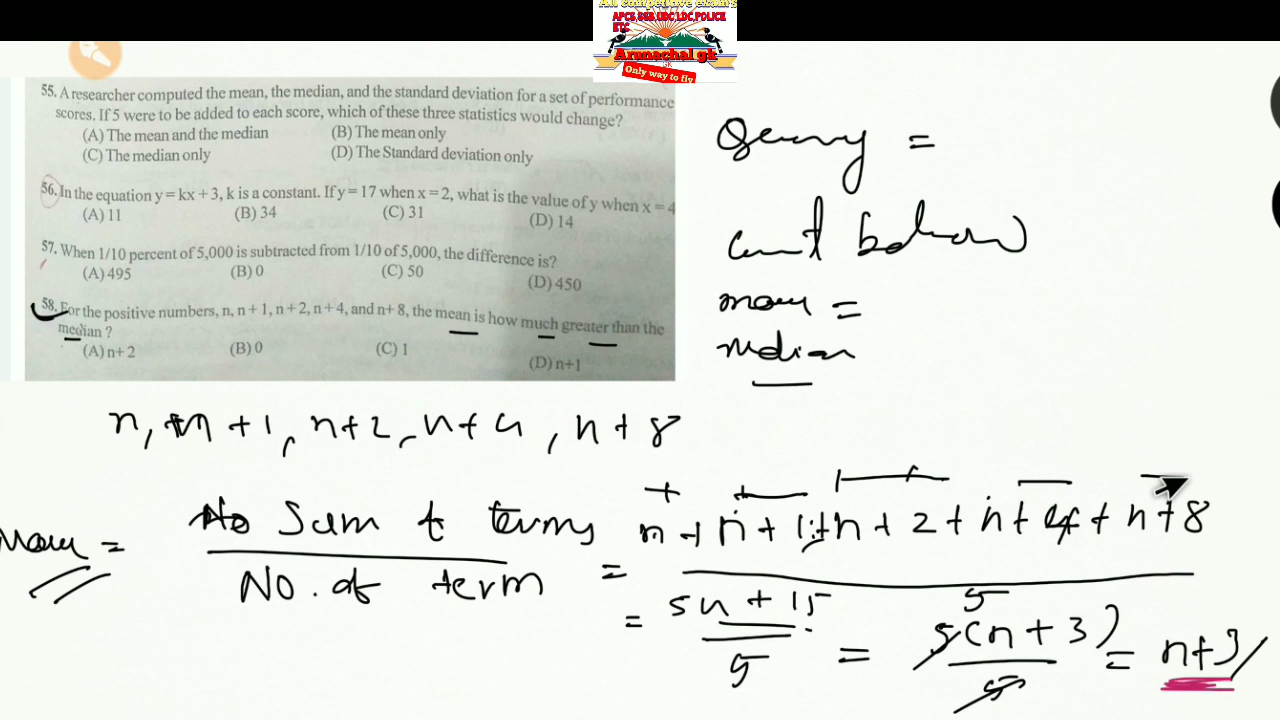 All competitive exam's
APCS,SSB,UDC,LDC,POLICE
ETC
Arunachal gk
Only way to fly
55. A researcher computed the mean, the median, and the standard deviation for a set of performance
scores. If 5 were to be added to each score, which of these three statistics would change?
(A) The mean and the median (B) The mean only
(C) The median only (D) The Standard deviation only
56. In the equation y = kx + 3, k is a constant. If y = 17 when x = 2, what is the value of y when x = 4
(A) 11 (B) 34 (C) 31 (D) 14
57. When 1/10 percent of 5,000 is subtracted from 1/10 of 5,000, the difference is?
(A) 495 (B) 0 (C) 50 (D) 450
58. For the positive numbers, n, n + 1, n + 2, n + 4, and n+ 8, the mean is how much greater than the
median ?
(A) n+ 2 (B) 0 (C) 1 (D) n+1
=
=
median
n, n + 1, n+2, n+4, n+8
= Sum of terms
No. of term
= n + n + 1 + n + 2 + n + 4 + n + 8
= 5n + 15
5
= 5(n + 3)
5
= n+3